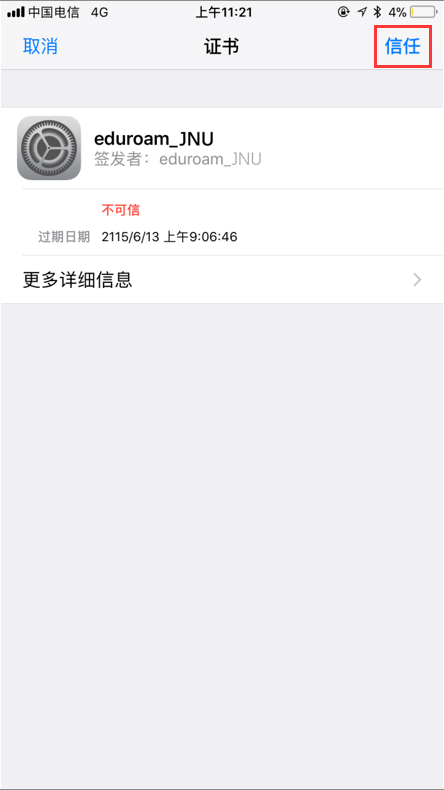 中国电信 4G 上午11:21 4%
取消 证书 信任
eduroam_JNU
签发者：eduroam_JNU
不可信
过期日期 2115/6/13 上午9:06:46
更多详细信息